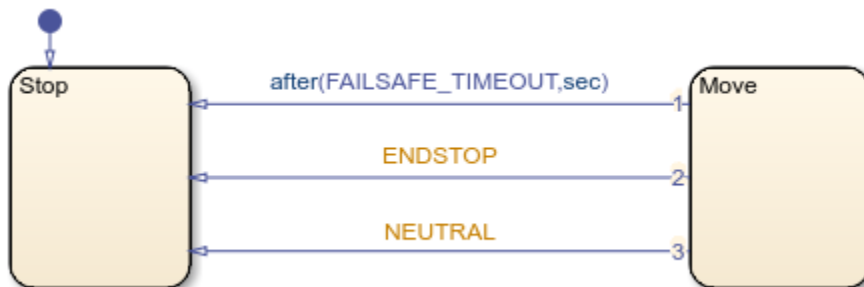 Stop
after(FAILSAFE_TIMEOUT,sec)
1
Move
ENDSTOP
2
NEUTRAL
3